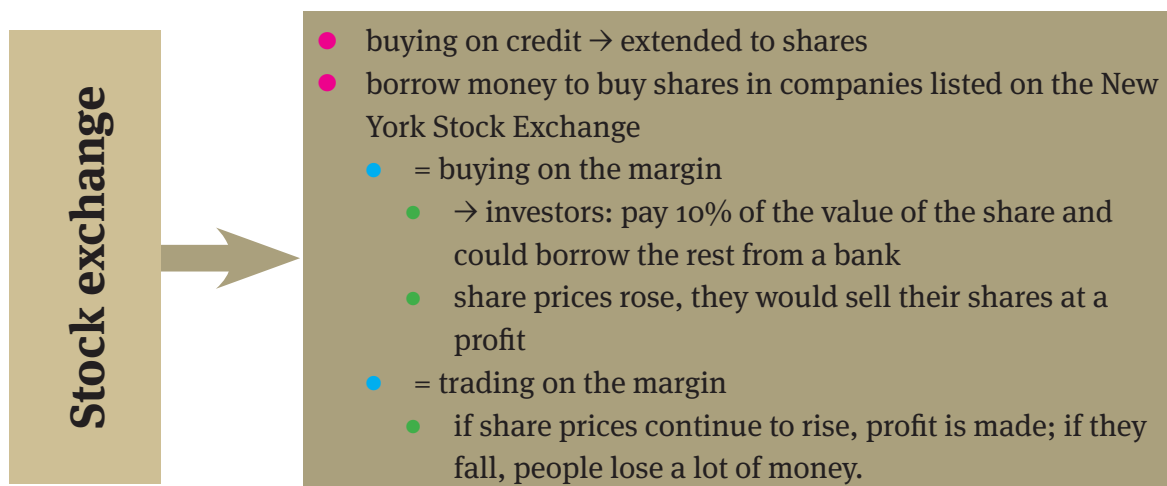 Stock exchange
buying on credit → extended to shares
borrow money to buy shares in companies listed on the New
York Stock Exchange
= buying on the margin
→ investors: pay 10% of the value of the share and
could borrow the rest from a bank
share prices rose, they would sell their shares at a
profit
= trading on the margin
if share prices continue to rise, profit is made; if they
fall, people lose a lot of money.